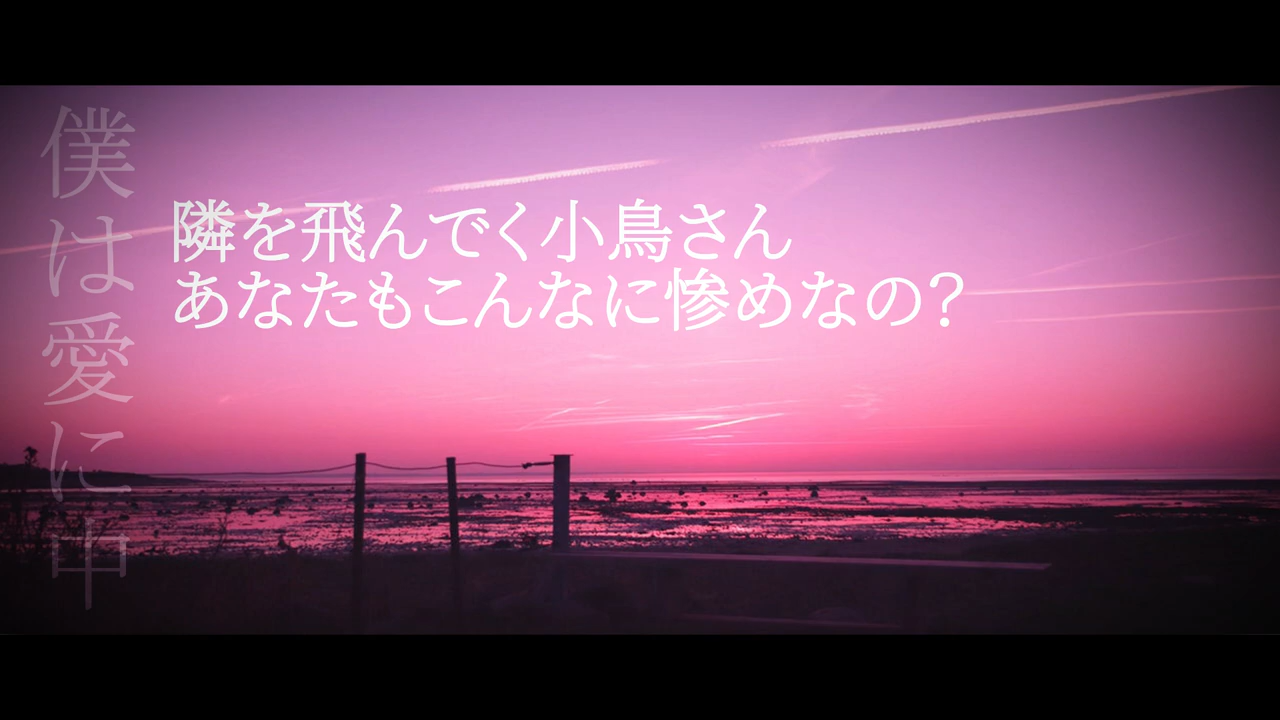 僕は愛に中
隣を飛んでく小鳥さん
あなたもこんなに惨めなの?